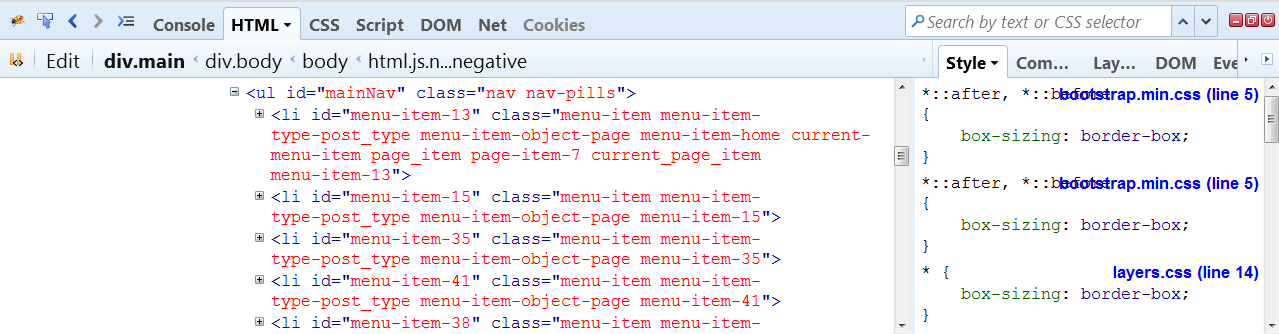 Console HTML CSS Script DOM Net Cookies Search by text or CSS selector
Edit div.main div.body body html.js.n...negative Style Com... Lay... DOM Eve
<ul id="mainNav" class="nav nav-pills">
<li id="menu-item-13" class="menu-item menu-item-
type-post_type menu-item-object-page menu-item-home current-
menu-item page_item page-item-7 current_page_item
menu-item-13">
<li id="menu-item-15" class="menu-item menu-item-
type-post_type menu-item-object-page menu-item-15">
<li id="menu-item-35" class="menu-item menu-item-
type-post_type menu-item-object-page menu-item-35">
<li id="menu-item-41" class="menu-item menu-item-
type-post_type menu-item-object-page menu-item-41">
<li id="menu-item-38" class="menu-item menu-item-
*::after, *::before bootstrap.min.css (line 5)
{
box-sizing: border-box;
}
*::after, *::before bootstrap.min.css (line 5)
{
box-sizing: border-box;
}
* { layers.css (line 14)
box-sizing: border-box;
}